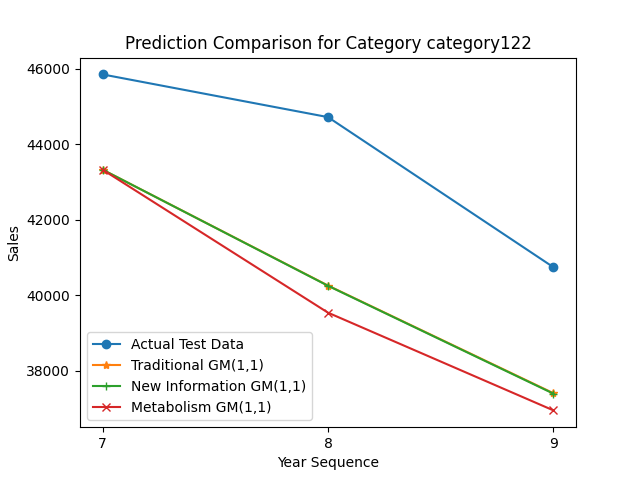 Prediction Comparison for Category category122
46000
44000
42000
40000
38000
Sales
Actual Test Data
Traditional GM(1,1)
New Information GM(1,1)
Metabolism GM(1,1)
7
8
9
Year Sequence